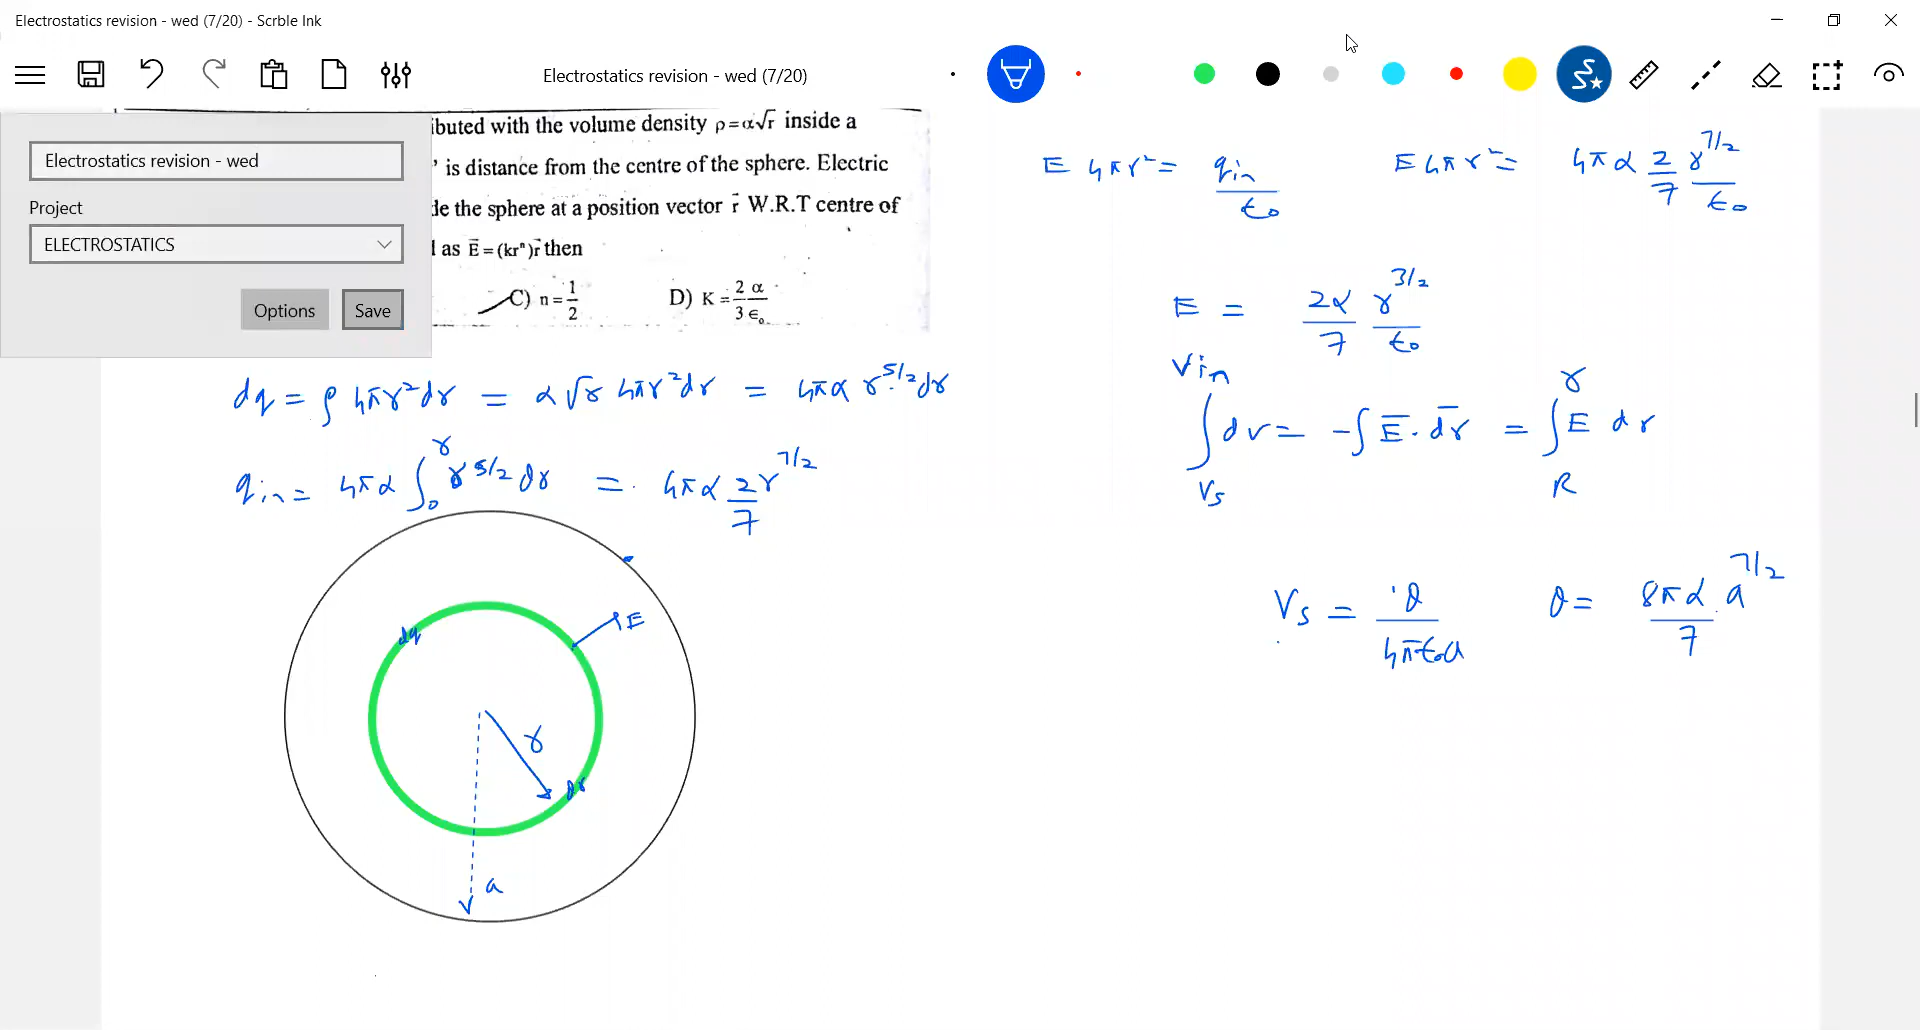 Electrostatics revision - wed (7/20) - Scrble Ink
Electrostatics revision - wed (7/20)
Electrostatics revision - wed
Project
ELECTROSTATICS
Options Save
ibuted with the volume density ρ=α√r inside a
' is distance from the centre of the sphere. Electric
de the sphere at a position vector r⃗ W.R.T centre of
as E⃗=(krⁿ)r⃗ then
C) n=1/2 D) K=2α/3ϵ₀
dq = ρ 4πr²dr = α√r 4πr²dr = 4πα r^5/2 dr
qin = 4πα ∫₀^r r^5/2 dr = 4πα 2/7 r^7/2
dq
E
r
dr
a
E 4πr² = qin/ε₀ E 4πr² = 4πα 2/7 r^7/2/ε₀
E = 2α/7 r^3/2/ε₀
∫_Vs^Vin dv = -∫E̅·dr̅ = ∫_R^r E dr
Vs = Q/4πε₀a Q = 8πα/7 a^7/2